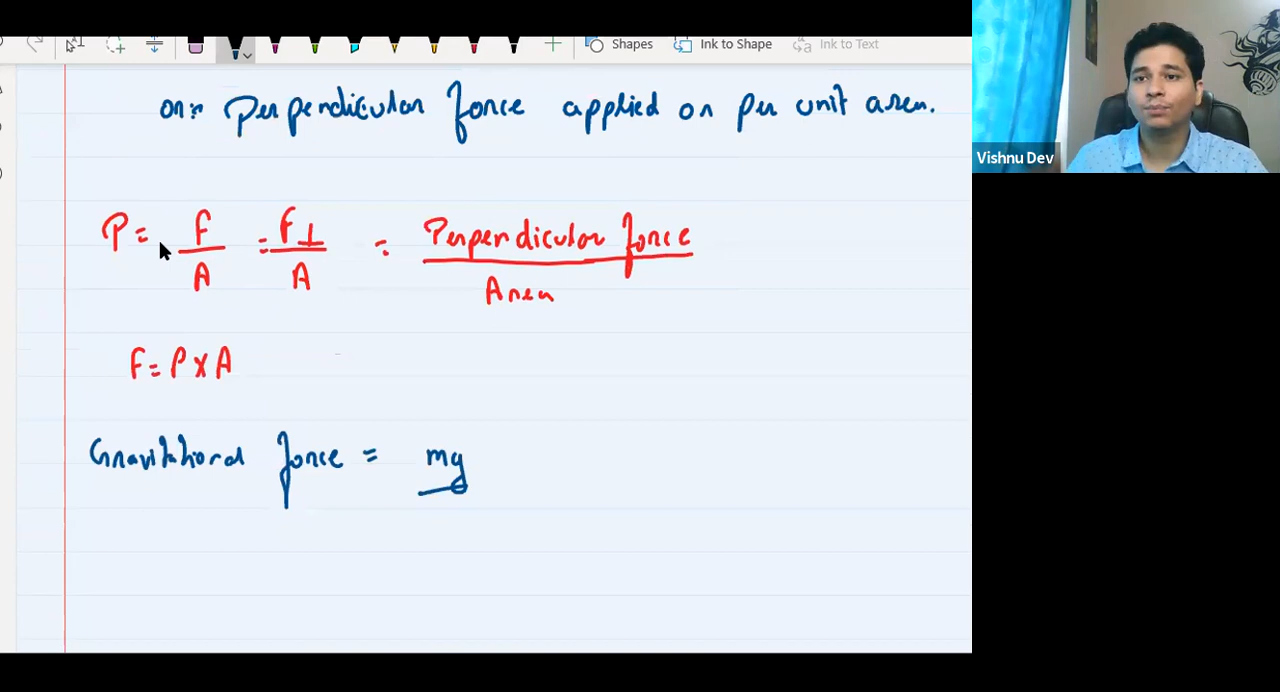 Shapes Ink to Shape Ink to Text
or: Perpendicular force applied on per unit area.
Vishnu Dev
P = F/A = F⊥/A = Perpendicular force/Area
F = P × A
Gravitational force = mg